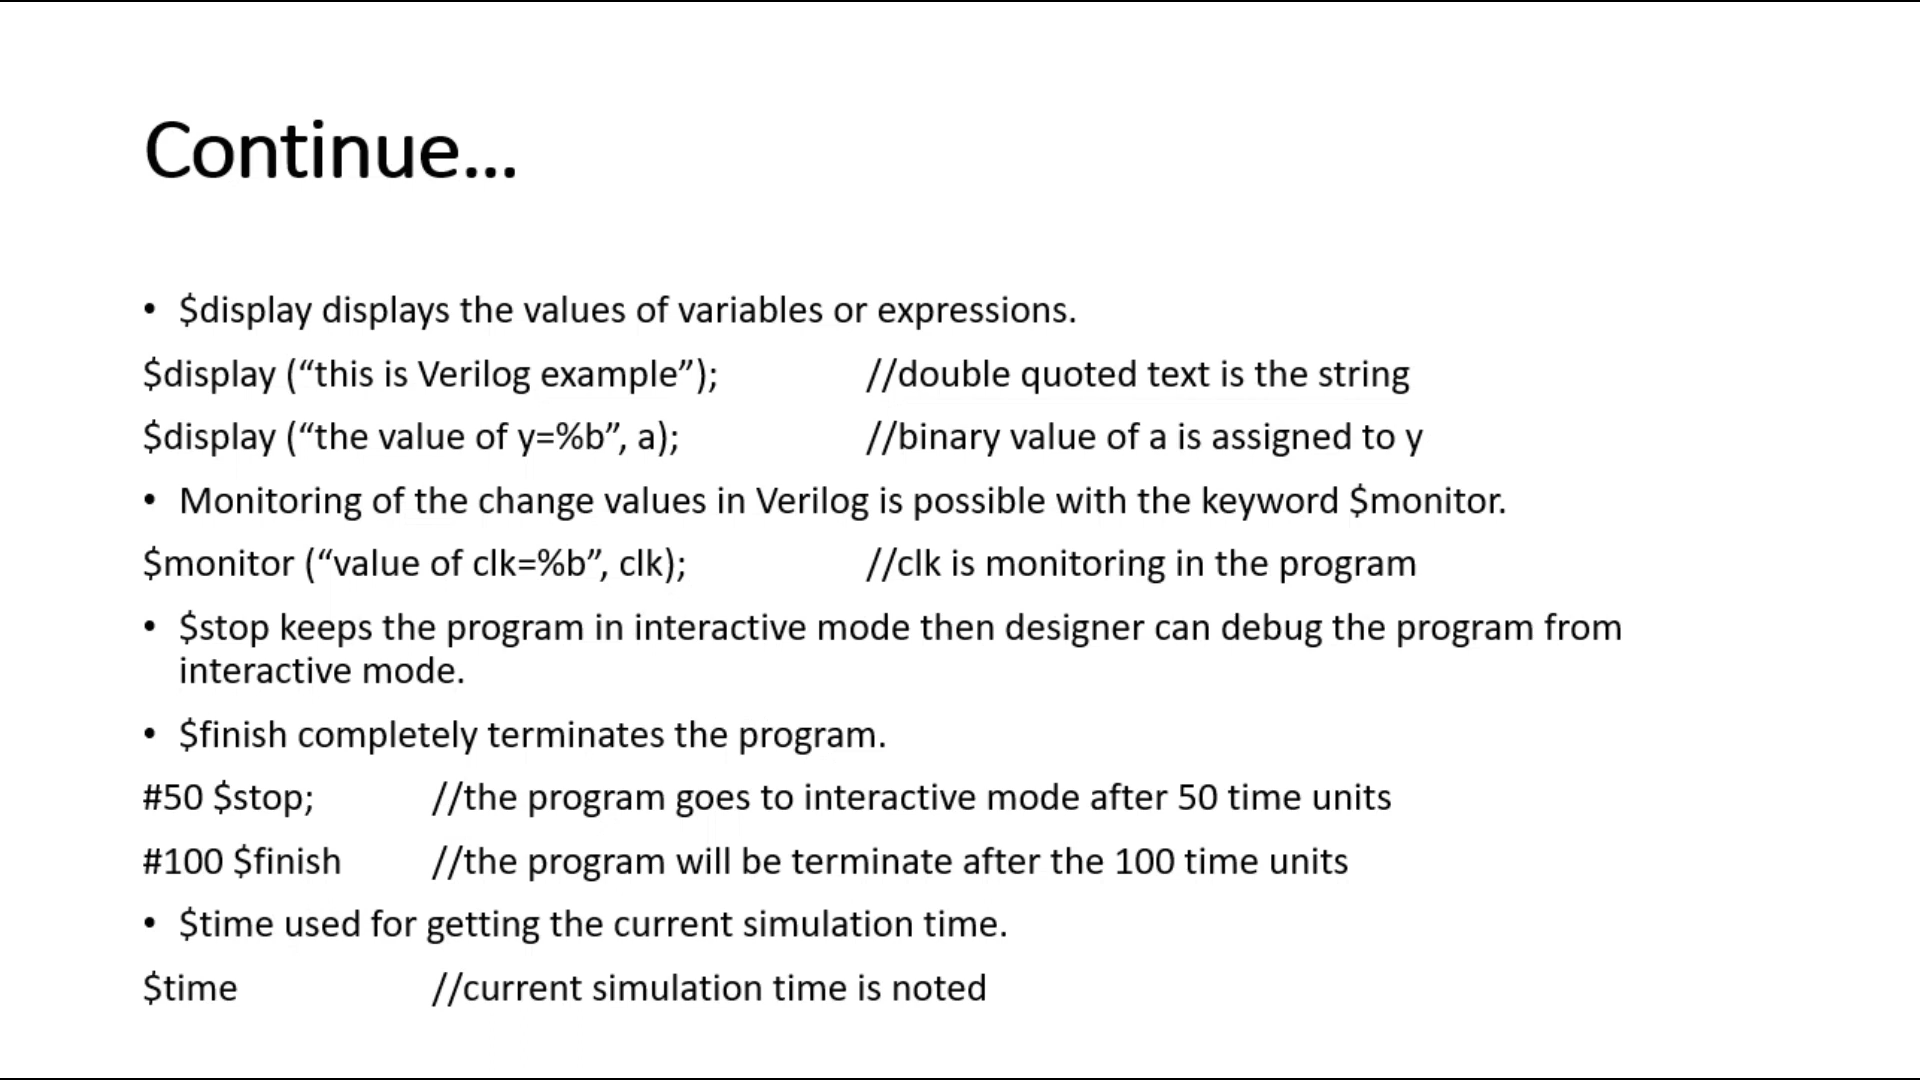 Continue...
• $display displays the values of variables or expressions.
$display (“this is Verilog example”); //double quoted text is the string
$display (“the value of y=%b”, a); //binary value of a is assigned to y
• Monitoring of the change values in Verilog is possible with the keyword $monitor.
$monitor (“value of clk=%b”, clk); //clk is monitoring in the program
• $stop keeps the program in interactive mode then designer can debug the program from
interactive mode.
• $finish completely terminates the program.
#50 $stop; //the program goes to interactive mode after 50 time units
#100 $finish //the program will be terminate after the 100 time units
• $time used for getting the current simulation time.
$time //current simulation time is noted